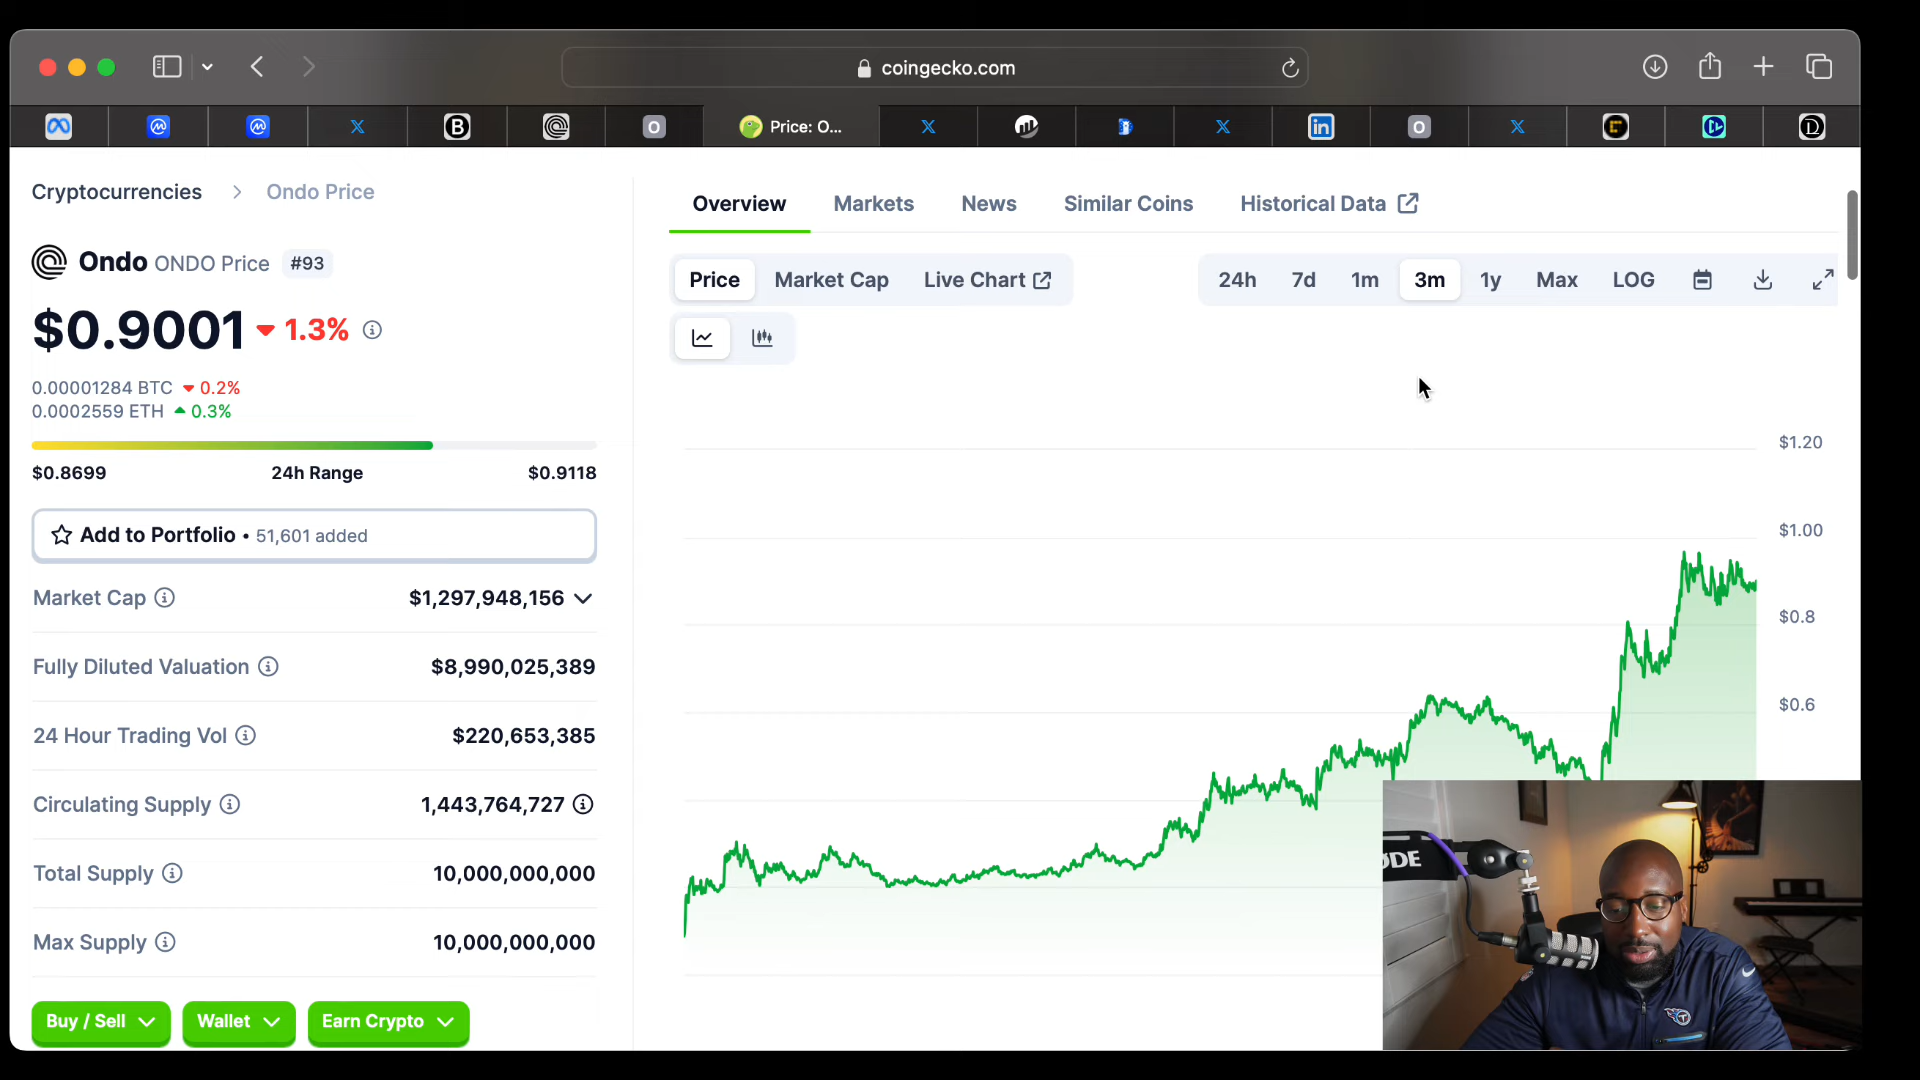 coingecko.com
Price: O...
Cryptocurrencies > Ondo Price
Ondo ONDO Price #93
$0.9001 1.3%
0.00001284 BTC 0.2%
0.0002559 ETH 0.3%
$0.8699 24h Range $0.9118
Add to Portfolio • 51,601 added
Market Cap $1,297,948,156
Fully Diluted Valuation $8,990,025,389
24 Hour Trading Vol $220,653,385
Circulating Supply 1,443,764,727
Total Supply 10,000,000,000
Max Supply 10,000,000,000
Buy / Sell Wallet Earn Crypto
Overview Markets News Similar Coins Historical Data
Price Market Cap Live Chart
24h 7d 1m 3m 1y Max LOG
$1.20
$1.00
$0.8
$0.6
ODE